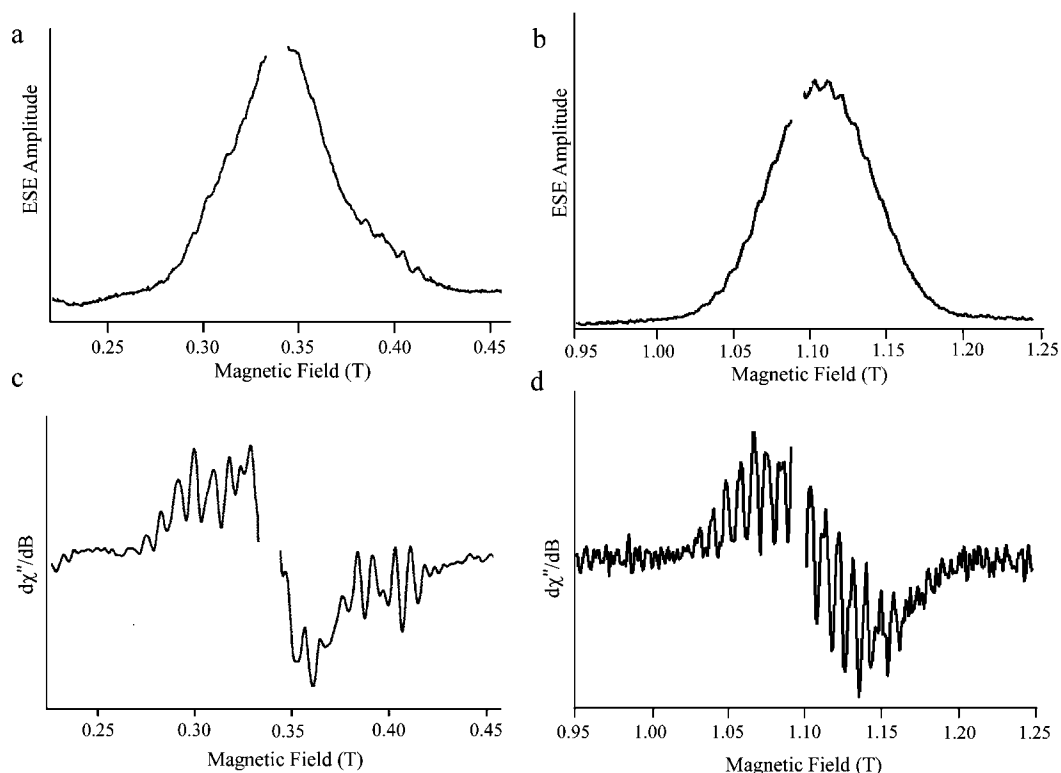 a
ESE Amplitude
0.25 0.30 0.35 0.40 0.45
Magnetic Field (T)
b
ESE Amplitude
0.95 1.00 1.05 1.10 1.15 1.20 1.25
Magnetic Field (T)
c
dχ"/dB
0.25 0.30 0.35 0.40 0.45
Magnetic Field (T)
d
dχ"/dB
0.95 1.00 1.05 1.10 1.15 1.20 1.25
Magnetic Field (T)